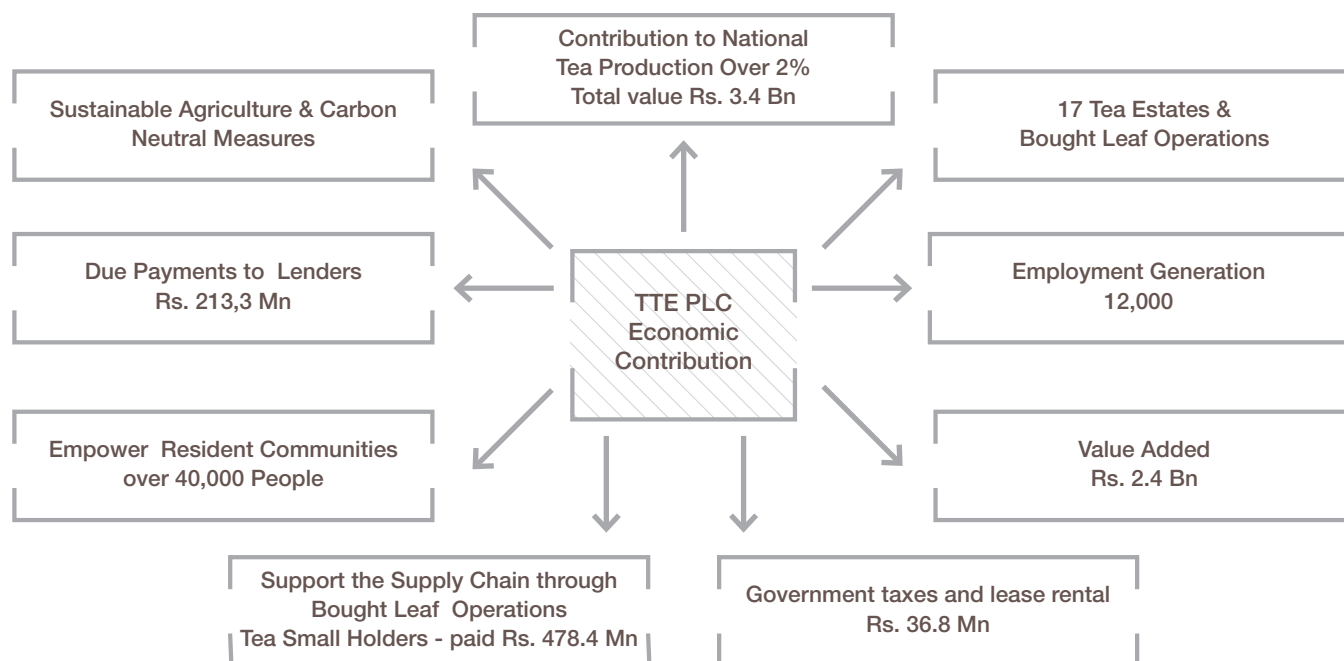 Contribution to National
Tea Production Over 2%
Total value Rs. 3.4 Bn
Sustainable Agriculture & Carbon
Neutral Measures
17 Tea Estates &
Bought Leaf Operations
Due Payments to Lenders
Rs. 213,3 Mn
TTE PLC
Economic
Contribution
Employment Generation
12,000
Empower Resident Communities
over 40,000 People
Value Added
Rs. 2.4 Bn
Support the Supply Chain through
Bought Leaf Operations
Tea Small Holders - paid Rs. 478.4 Mn
Government taxes and lease rental
Rs. 36.8 Mn